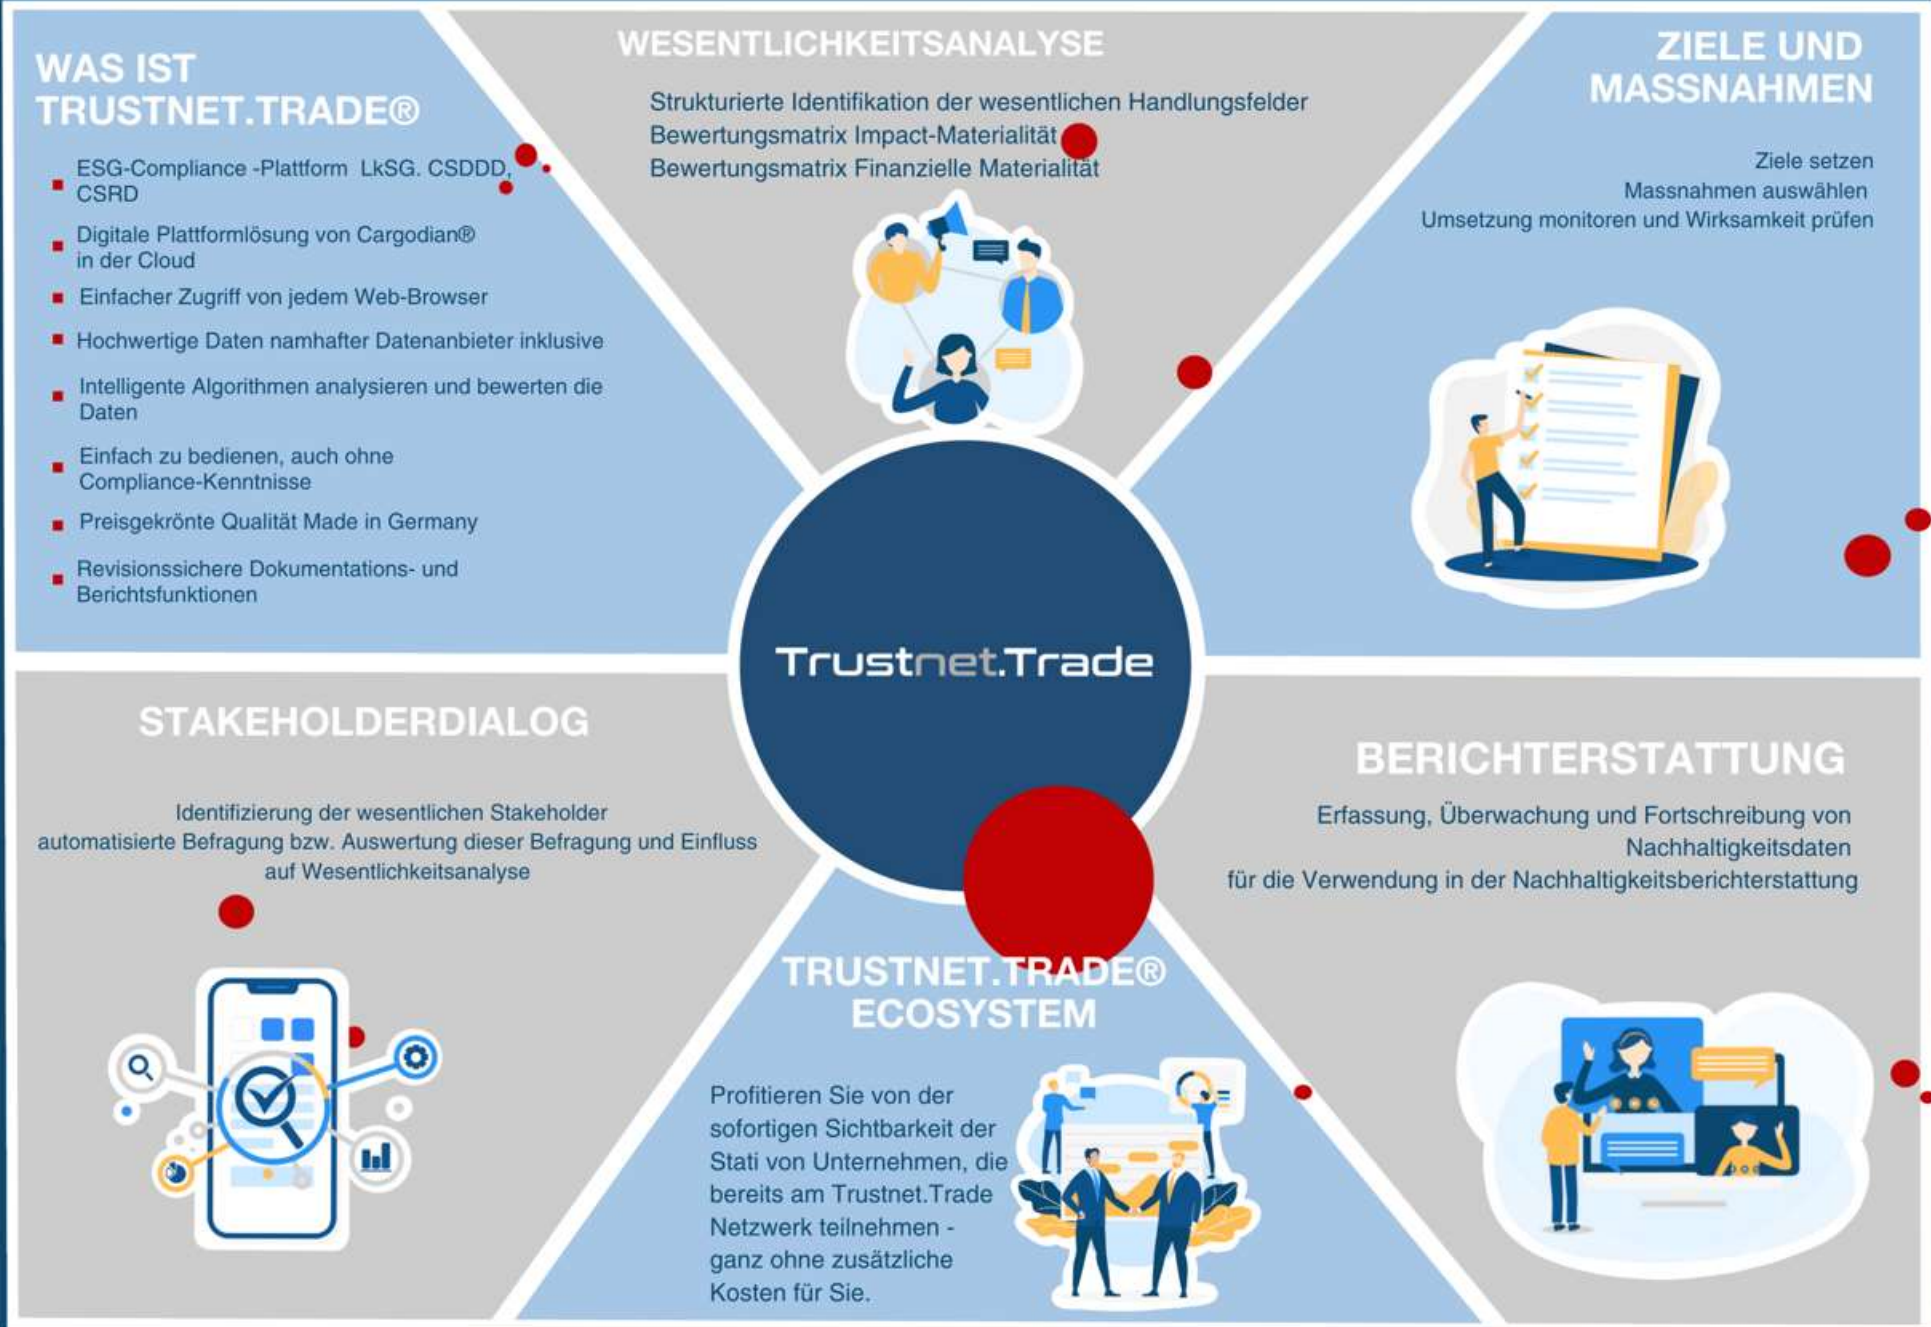 WAS IST
TRUSTNET.TRADE®
ESG-Compliance -Plattform LkSG. CSDDD,
CSRD
Digitale Plattformlösung von Cargodian®
in der Cloud
Einfacher Zugriff von jedem Web-Browser
Hochwertige Daten namhafter Datenanbieter inklusive
Intelligente Algorithmen analysieren und bewerten die
Daten
Einfach zu bedienen, auch ohne
Compliance-Kenntnisse
Preisgekrönte Qualität Made in Germany
Revisionssichere Dokumentations- und
Berichtsfunktionen
WESENTLICHKEITSANALYSE
Strukturierte Identifikation der wesentlichen Handlungsfelder
Bewertungsmatrix Impact-Materialität
Bewertungsmatrix Finanzielle Materialität
ZIELE UND
MASSNAHMEN
Ziele setzen
Massnahmen auswählen
Umsetzung monitoren und Wirksamkeit prüfen
Trustnet.Trade
STAKEHOLDERDIALOG
Identifizierung der wesentlichen Stakeholder
automatisierte Befragung bzw. Auswertung dieser Befragung und Einfluss
auf Wesentlichkeitsanalyse
TRUSTNET.TRADE®
ECOSYSTEM
Profitieren Sie von der
sofortigen Sichtbarkeit der
Stati von Unternehmen, die
bereits am Trustnet.Trade
Netzwerk teilnehmen -
ganz ohne zusätzliche
Kosten für Sie.
BERICHTERSTATTUNG
Erfassung, Überwachung und Fortschreibung von
Nachhaltigkeitsdaten
für die Verwendung in der Nachhaltigkeitsberichterstattung